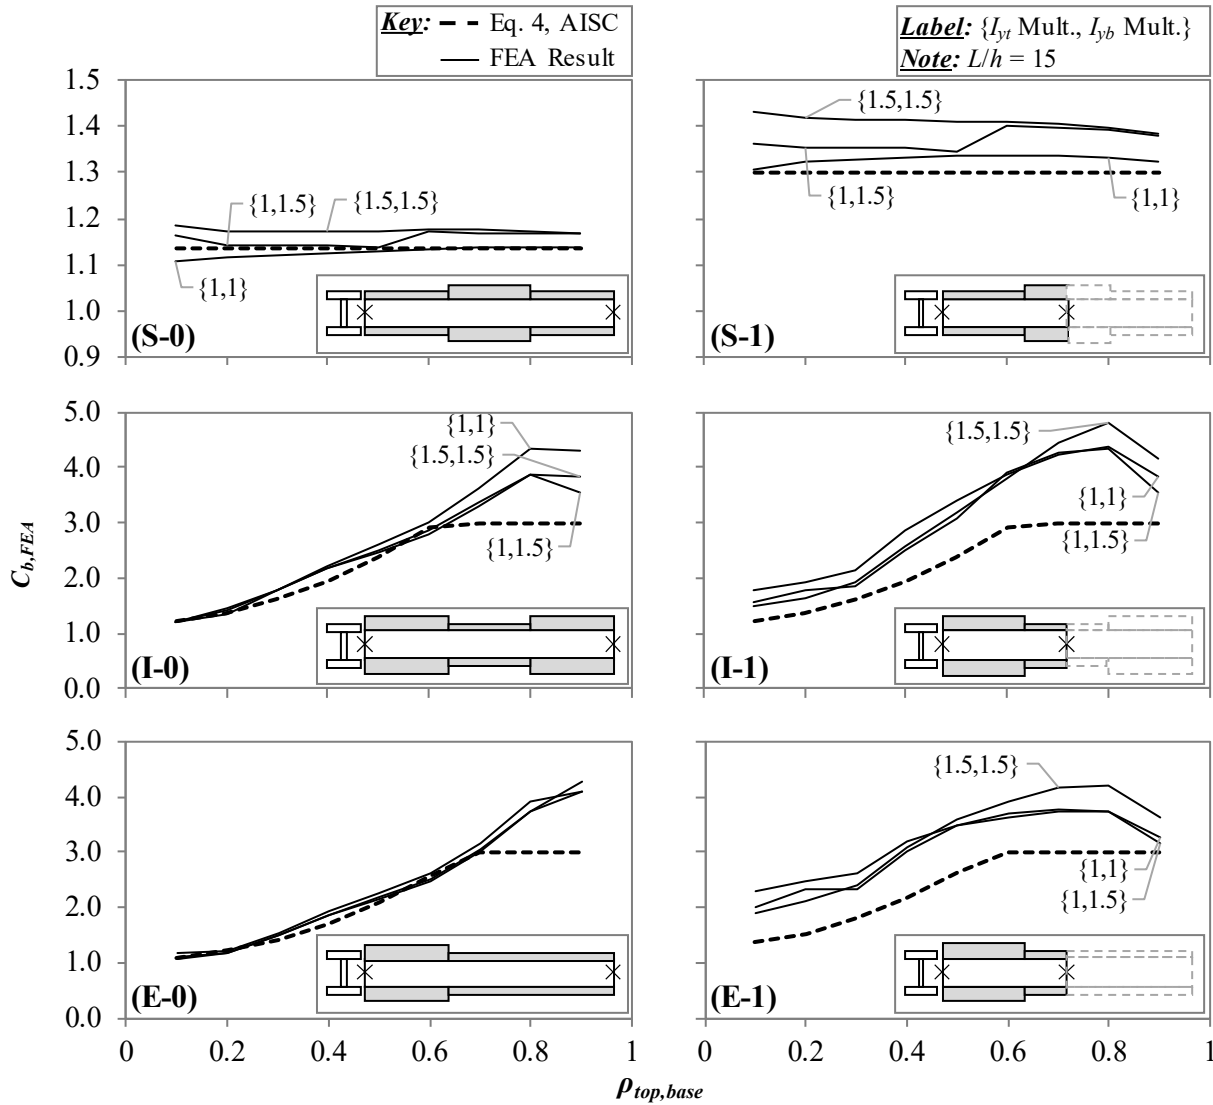 Key: Eq. 4, AISC
FEA Result
Label: {Iyt Mult., Iyb Mult.}
Note: L/h = 15
1.5
1.4
1.3
1.2
1.1
1.0
0.9
{1,1.5}
{1.5,1.5}
{1,1}
(S-0)
{1.5,1.5}
{1,1.5}
{1,1}
(S-1)
Cb,FEA
5.0
4.0
3.0
2.0
1.0
0.0
{1,1}
{1.5,1.5}
{1,1.5}
(I-0)
{1.5,1.5}
{1,1}
{1,1.5}
(I-1)
5.0
4.0
3.0
2.0
1.0
0.0
(E-0)
{1.5,1.5}
{1,1}
{1,1.5}
(E-1)
0 0.2 0.4 0.6 0.8 1
0 0.2 0.4 0.6 0.8 1
ρtop,base